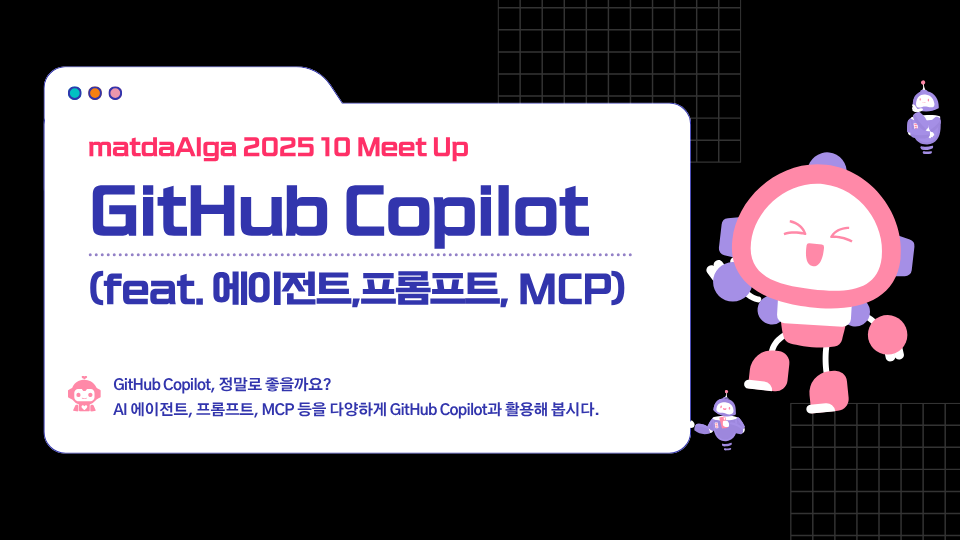 matdaAlga 2025 10 Meet Up
GitHub Copilot
(feat. 에이전트,프롬프트, MCP)
GitHub Copilot, 정말로 좋을까요?
AI 에이전트, 프롬프트, MCP 등을 다양하게 GitHub Copilot과 활용해 봅시다.